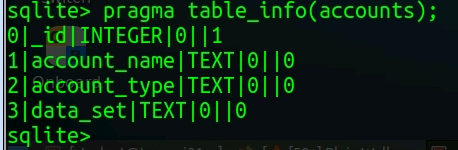 sqlite> pragma table_info(accounts);
0|_id|INTEGER|0||1
1|account_name|TEXT|0||0
2|account_type|TEXT|0||0
3|data_set|TEXT|0||0
sqlite>